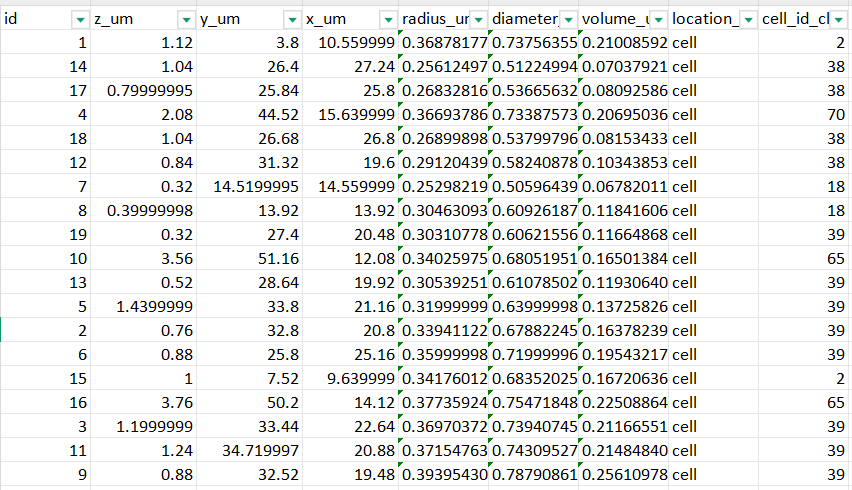 id z_um y_um x_um radius_ur diameter_ volume_u location_ cell_id_cl
1 1.12 3.8 10.559999 0.36878177 0.73756355 0.21008592 cell 2
14 1.04 26.4 27.24 0.25612497 0.51224994 0.07037921 cell 38
17 0.79999995 25.84 25.8 0.26832816 0.53665632 0.08092586 cell 38
4 2.08 44.52 15.639999 0.36693786 0.73387573 0.20695036 cell 70
18 1.04 26.68 26.8 0.26899898 0.53799796 0.08153433 cell 38
12 0.84 31.32 19.6 0.29120439 0.58240878 0.10343853 cell 38
7 0.32 14.5199995 14.559999 0.25298219 0.50596439 0.06782011 cell 18
8 0.39999998 13.92 13.92 0.30463093 0.60926187 0.11841606 cell 18
19 0.32 27.4 20.48 0.30310778 0.60621556 0.11664868 cell 39
10 3.56 51.16 12.08 0.34025975 0.68051951 0.16501384 cell 65
13 0.52 28.64 19.92 0.30539251 0.61078502 0.11930640 cell 39
5 1.4399999 33.8 21.16 0.31999999 0.63999998 0.13725826 cell 39
2 0.76 32.8 20.8 0.33941122 0.67882245 0.16378239 cell 39
6 0.88 25.8 25.16 0.35999998 0.71999996 0.19543217 cell 39
15 1 7.52 9.639999 0.34176012 0.68352025 0.16720636 cell 2
16 3.76 50.2 14.12 0.37735924 0.75471848 0.22508864 cell 65
3 1.1999999 33.44 22.64 0.36970372 0.73940745 0.21166551 cell 39
11 1.24 34.719997 20.88 0.37154763 0.74309527 0.21484840 cell 39
9 0.88 32.52 19.48 0.39395430 0.78790861 0.25610978 cell 39